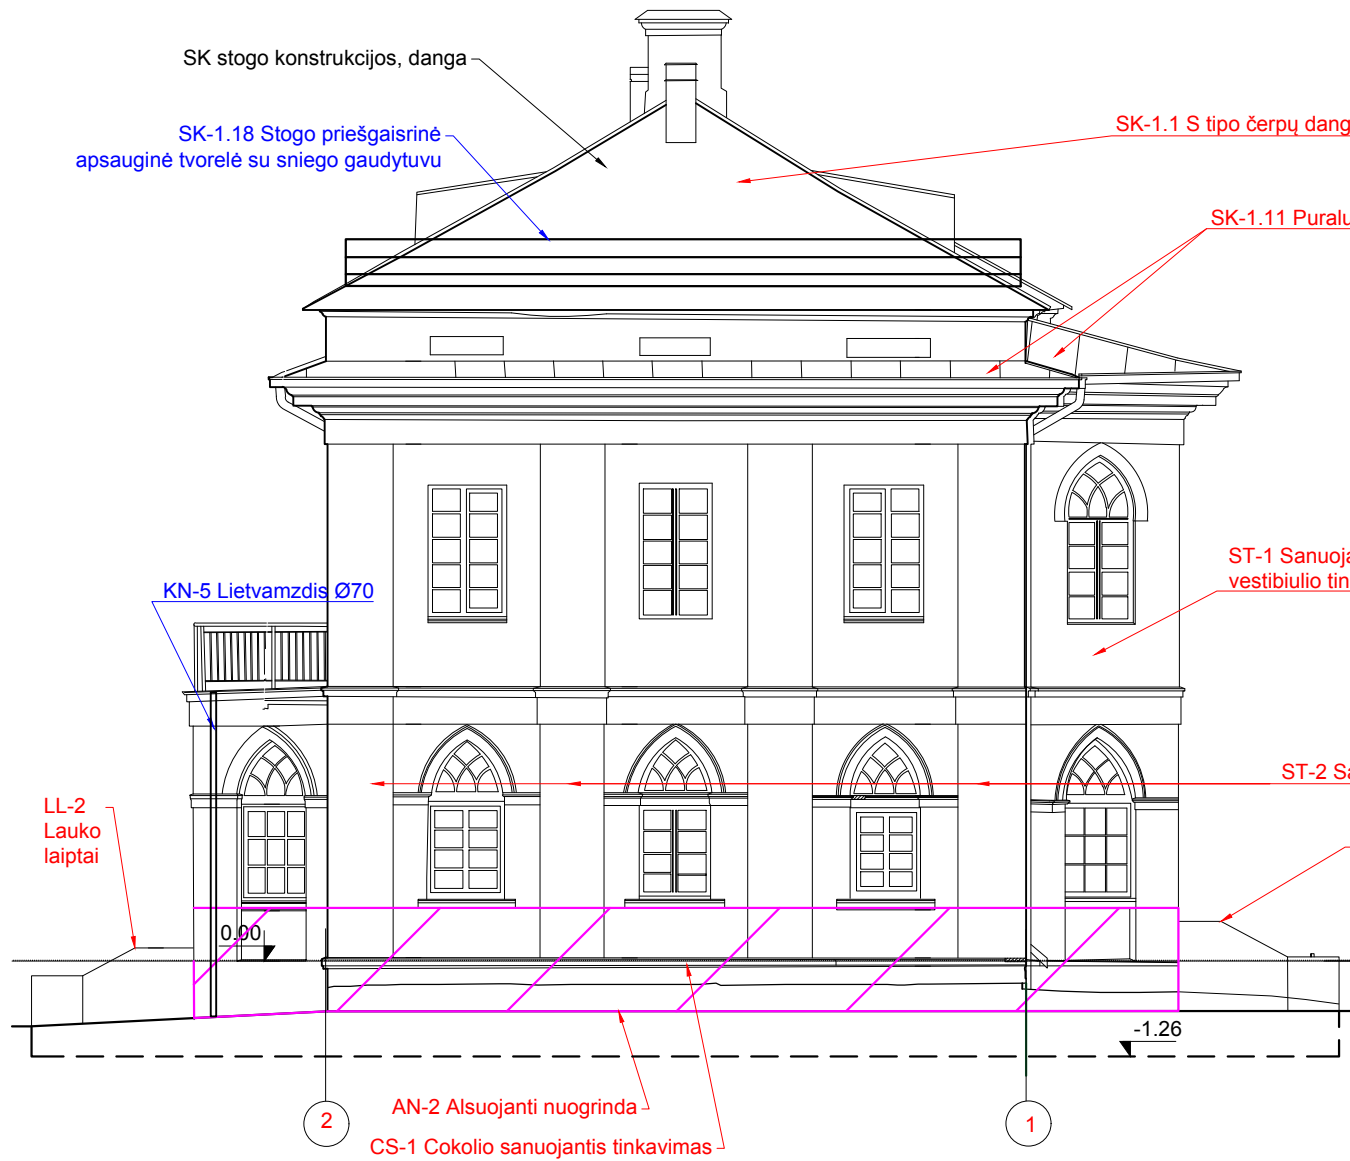 SK stogo konstrukcijos, danga
SK-1.18 Stogo priešgaisrinė
apsauginė tvorelė su sniego gaudytuvu
SK-1.1 S tipo čerpų dang
SK-1.11 Puralu
ST-1 Sanuoja
vestibiulio tin
KN-5 Lietvamzdis Ø70
ST-2 Sa
LL-2
Lauko
laiptai
0.00
-1.26
AN-2 Alsuojanti nuogrinda
CS-1 Cokolio sanuojantis tinkavimas
2
1